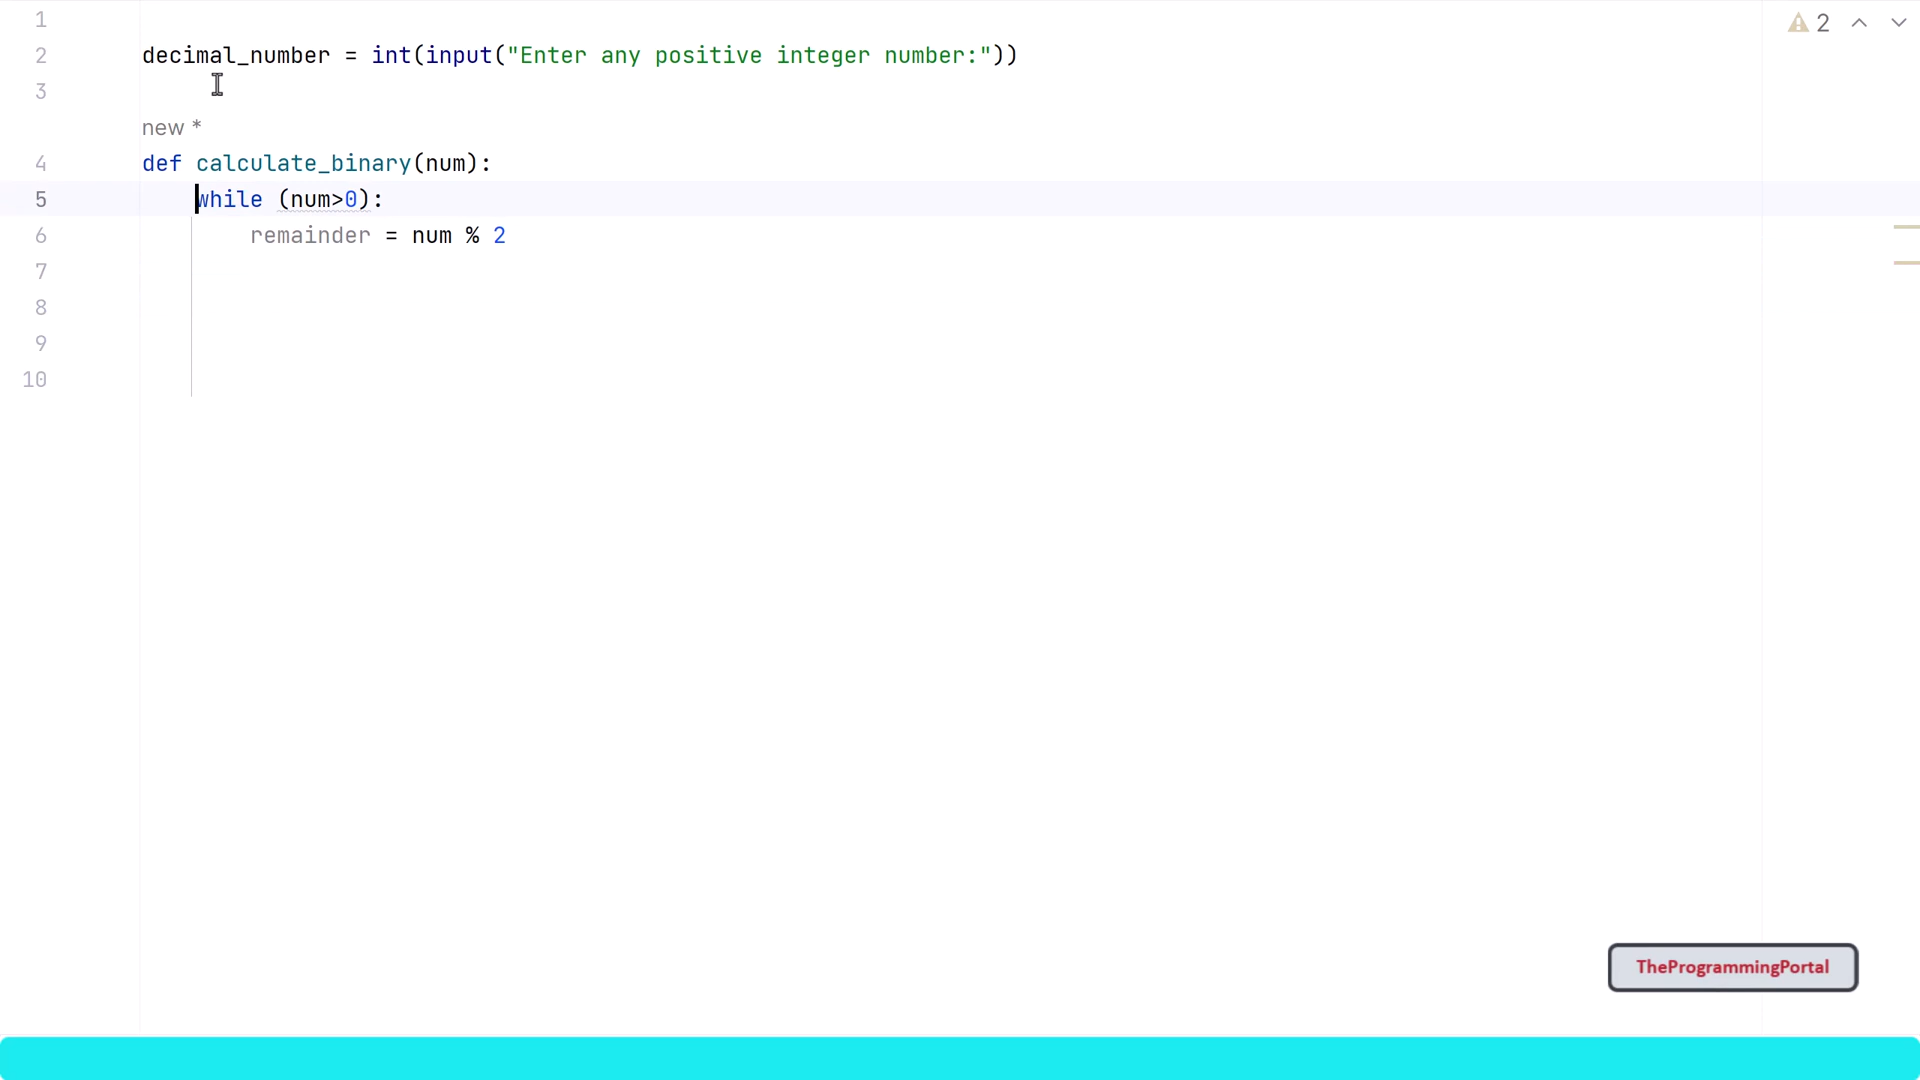 1
2 decimal_number = int(input("Enter any positive integer number:"))
3
new *
4 def calculate_binary(num):
5     while (num>0):
6         remainder = num % 2
7
8
9
10
2
TheProgrammingPortal